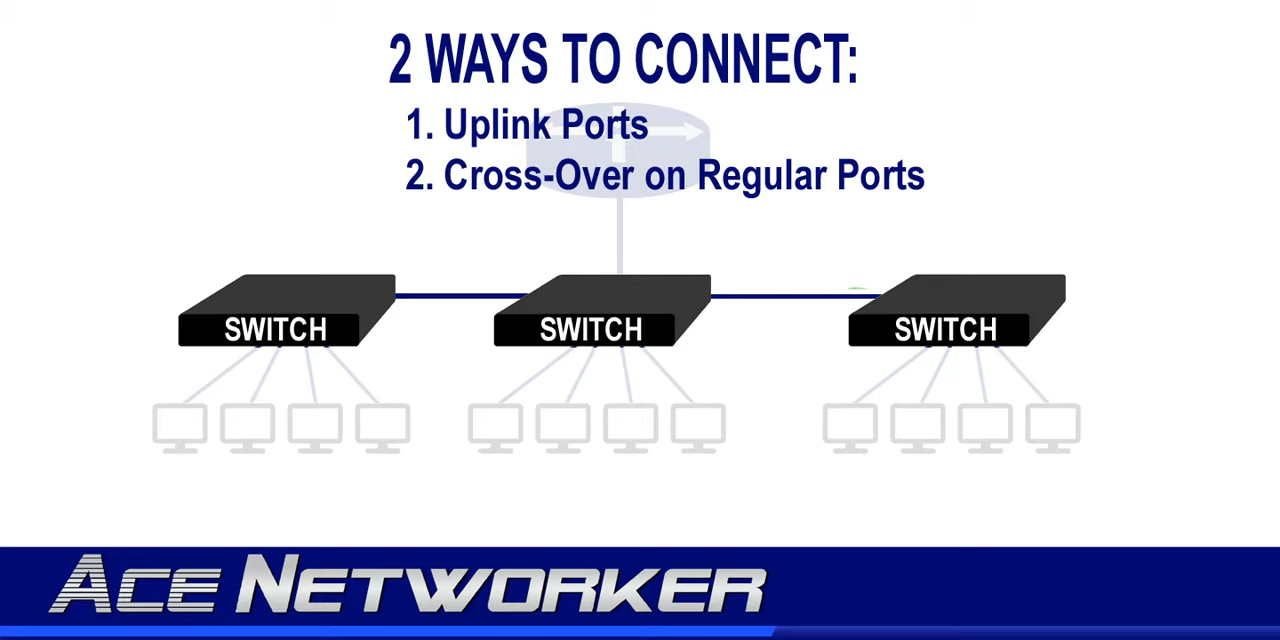 2 WAYS TO CONNECT:
1. Uplink Ports
2. Cross-Over on Regular Ports
SWITCH
SWITCH
SWITCH
ACE NETWORKER